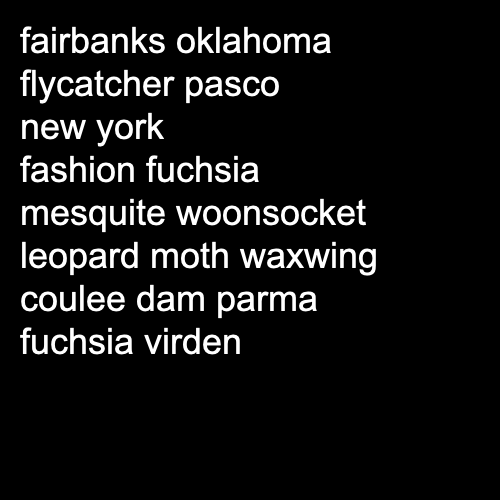 fairbanks oklahoma
flycatcher pasco
new york
fashion fuchsia
mesquite woonsocket
leopard moth waxwing
coulee dam parma
fuchsia virden